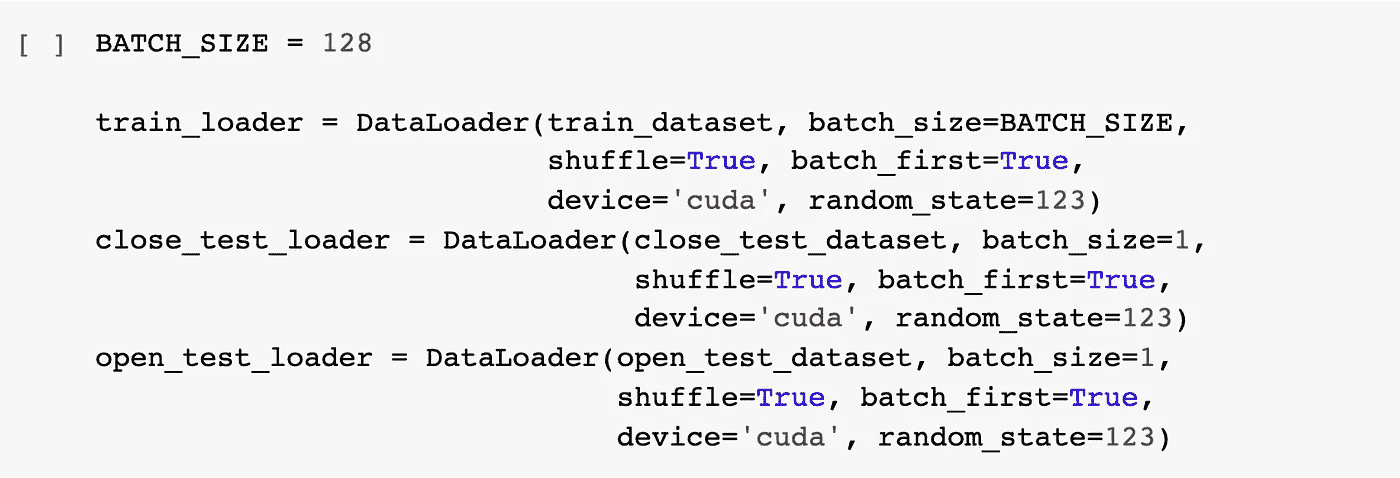 [ ] BATCH_SIZE = 128
train_loader = DataLoader(train_dataset, batch_size=BATCH_SIZE,
shuffle=True, batch_first=True,
device='cuda', random_state=123)
close_test_loader = DataLoader(close_test_dataset, batch_size=1,
shuffle=True, batch_first=True,
device='cuda', random_state=123)
open_test_loader = DataLoader(open_test_dataset, batch_size=1,
shuffle=True, batch_first=True,
device='cuda', random_state=123)